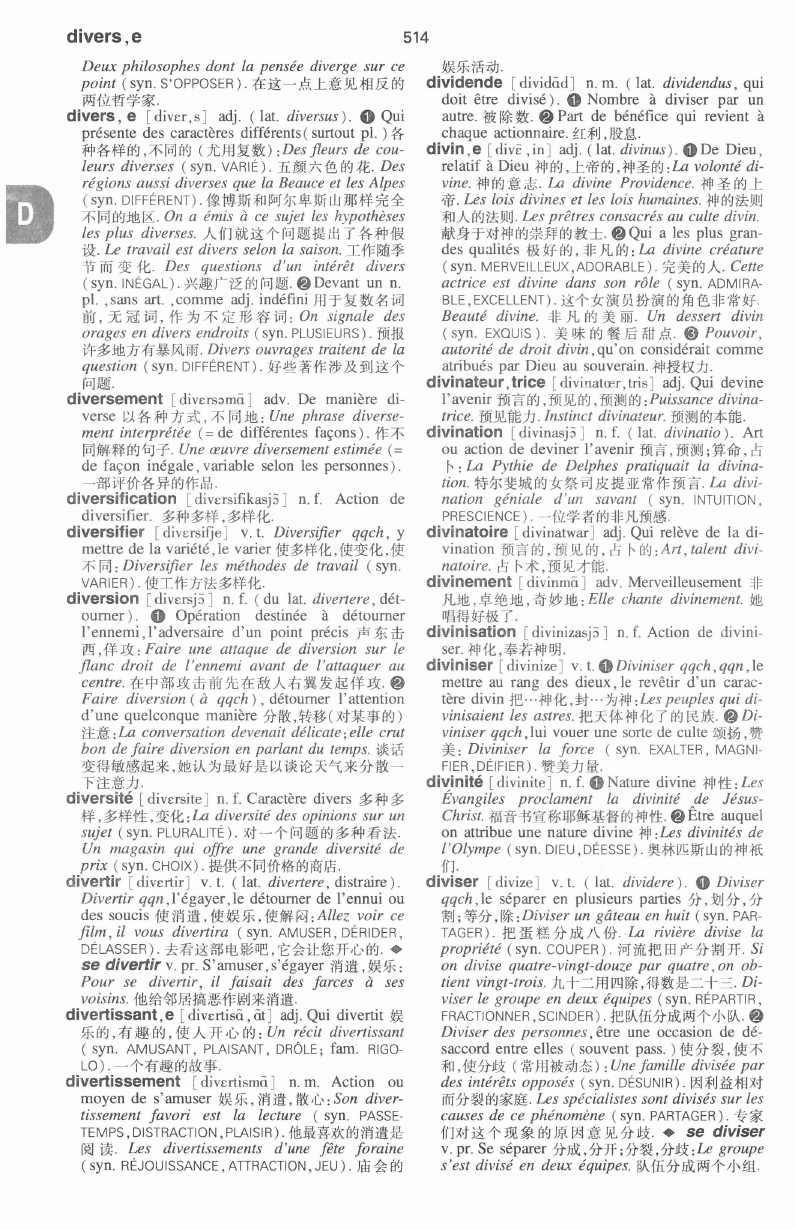 divers,e
514
Deux philosophes dont la pensée diverge sur ce
point (syn. S'OPPOSER). 在这一点上意见相反的
两位哲学家.
divers, e [divɛr,s] adj. (lat. diversus). ❶ Qui
présente des caractères différents(surtout pl.)各
种各样的,不同的 (尤用复数):Des fleurs de cou-
leurs diverses (syn. VARIÉ). 五颜六色的花. Des
régions aussi diverses que la Beauce et les Alpes
(syn. DIFFÉRENT). 像博斯和阿尔卑斯山那样完全
不同的地区. On a émis à ce sujet les hypothèses
les plus diverses. 人们就这个问题提出了各种假
设. Le travail est divers selon la saison. 工作随季
节而变化. Des questions d'un intérêt divers
(syn. INÉGAL). 兴趣广泛的问题. ❷Devant un n.
pl. ,sans art. ,comme adj. indéfini 用于复数名词
前, 无冠词, 作为不定形容词: On signale des
orages en divers endroits (syn. PLUSIEURS). 预报
许多地方有暴风雨. Divers ouvrages traitent de la
question (syn. DIFFÉRENT). 好些著作涉及到这个
问题.
D
diversement [divɛrsəmɑ̃] adv. De manière di-
verse 以各种方式,不同地:Une phrase diverse-
ment interprétée (= de différentes façons). 作不
同解释的句子. Une œuvre diversement estimée (=
de façon inégale, variable selon les personnes).
一部评价各异的作品.
diversification [divɛrsifikasjɔ̃] n. f. Action de
diversifier. 多种多样,多样化.
diversifier [divɛrsifje] v. t. Diversifier qqch, y
mettre de la variété,le varier 使多样化,使变化,使
不同: Diversifier les méthodes de travail (syn.
VARIER). 使工作方法多样化.
diversion [divɛrsjɔ̃] n. f. (du lat. divertere, dét-
ourner). ❶ Opération destinée à détourner
l'ennemi,l'adversaire d'un point précis 声东击
西,佯攻: Faire une attaque de diversion sur le
flanc droit de l'ennemi avant de l'attaquer au
centre. 在中部攻击前先在敌人右翼发起佯攻. ❷
Faire diversion (à qqch), détourner l'attention
d'une quelconque manière 分散,转移(对某事的)
注意:La conversation devenait délicate;elle crut
bon de faire diversion en parlant du temps. 谈话
变得敏感起来,她认为最好是以谈论天气来分散一
下注意力.
diversité [divɛrsite] n. f. Caractère divers 多种多
样,多样性,变化:La diversité des opinions sur un
sujet (syn. PLURALITÉ). 对一个问题的多种看法.
Un magasin qui offre une grande diversité de
prix (syn. CHOIX). 提供不同价格的商店.
divertir [divɛrtir] v. t. (lat. divertere, distraire).
Divertir qqn,l'égayer,le détourner de l'ennui ou
des soucis 使消遣,使娱乐,使解闷:Allez voir ce
film, il vous divertira (syn. AMUSER, DÉRIDER,
DÉLASSER). 去看这部电影吧,它会让您开心的. ◆
se divertir v. pr. S'amuser,s'égayer 消遣,娱乐:
Pour se divertir, il faisait des farces à ses
voisins. 他给邻居搞恶作剧来消遣.
divertissant,e [divɛrtisɑ̃, ɑ̃t] adj. Qui divertit 娱
乐的,有趣的,使人开心的: Un récit divertissant
(syn. AMUSANT, PLAISANT, DRÔLE; fam. RIGO-
LO). 一个有趣的故事.
divertissement [divɛrtismɑ̃] n. m. Action ou
moyen de s'amuser 娱乐,消遣,散心:Son diver-
tissement favori est la lecture (syn. PASSE-
TEMPS,DISTRACTION,PLAISIR). 他最喜欢的消遣是
阅读. Les divertissements d'une fête foraine
(syn. RÉJOUISSANCE, ATTRACTION, JEU). 庙会的
娱乐活动.
dividende [dividɑ̃d] n. m. (lat. dividendus, qui
doit être divisé). ❶ Nombre à diviser par un
autre. 被除数. ❷Part de bénéfice qui revient à
chaque actionnaire. 红利,股息.
divin,e [divɛ̃,in] adj. (lat. divinus). ❶De Dieu,
relatif à Dieu 神的,上帝的,神圣的:La volonté di-
vine. 神的意志. La divine Providence. 神圣的上
帝. Les lois divines et les lois humaines. 神的法则
和人的法则. Les prêtres consacrés au culte divin.
献身于对神的崇拜的教士. ❷Qui a les plus gran-
des qualités 极好的, 非凡的: La divine créature
(syn. MERVEILLEUX,ADORABLE). 完美的人. Cette
actrice est divine dans son rôle (syn. ADMIRA-
BLE,EXCELLENT). 这个女演员扮演的角色非常好.
Beauté divine. 非凡的美丽. Un dessert divin
(syn. EXQUIS). 美味的餐后甜点. ❸ Pouvoir,
autorité de droit divin,qu'on considérait comme
atribués par Dieu au souverain. 神授权力.
divinateur,trice [divinatœr,tris] adj. Qui devine
l'avenir 预言的,预见的,预测的:Puissance divina-
trice. 预见能力. Instinct divinateur. 预测的本能.
divination [divinasjɔ̃] n. f. (lat. divinatio). Art
ou action de deviner l'avenir 预言,预测;算命,占
卜: La Pythie de Delphes pratiquait la divina-
tion. 特尔斐城的女祭司皮提亚常作预言. La divi-
nation géniale d'un savant (syn. INTUITION,
PRESCIENCE). 一位学者的非凡预感.
divinatoire [divinatwar] adj. Qui relève de la di-
vination 预言的,预见的,占卜的:Art,talent divi-
natoire. 占卜术,预见才能.
divinement [divinmɑ̃] adv. Merveilleusement 非
凡地,卓绝地,奇妙地:Elle chante divinement. 她
唱得好极了.
divinisation [divinizasjɔ̃] n. f. Action de divini-
ser. 神化,奉若神明.
diviniser [divinize] v. t. ❶Diviniser qqch,qqn,le
mettre au rang des dieux,le revêtir d'un carac-
tère divin 把…神化,封…为神:Les peuples qui di-
vinisaient les astres. 把天体神化了的民族. ❷Di-
viniser qqch,lui vouer une sorte de culte 颂扬,赞
美: Diviniser la force (syn. EXALTER, MAGNI-
FIER,DÉIFIER). 赞美力量.
divinité [divinite] n. f. ❶Nature divine 神性:Les
Évangiles proclament la divinité de Jésus-
Christ. 福音书宣称耶稣基督的神性. ❷Être auquel
on attribue une nature divine 神:Les divinités de
l'Olympe (syn. DIEU,DÉESSE). 奥林匹斯山的神祇
们.
diviser [divize] v. t. (lat. dividere). ❶ Diviser
qqch,le séparer en plusieurs parties 分,划分,分
割;等分,除:Diviser un gâteau en huit (syn. PAR-
TAGER). 把蛋糕分成八份. La rivière divise la
propriété (syn. COUPER). 河流把田产分割开. Si
on divise quatre-vingt-douze par quatre, on ob-
tient vingt-trois. 九十二用四除,得数是二十三. Di-
viser le groupe en deux équipes (syn. RÉPARTIR,
FRACTIONNER,SCINDER). 把队伍分成两个小队. ❷
Diviser des personnes,être une occasion de dé-
saccord entre elles (souvent pass.) 使分裂,使不
和,使分歧 (常用被动态):Une famille divisée par
des intérêts opposés (syn. DÉSUNIR). 因利益相对
而分裂的家庭. Les spécialistes sont divisés sur les
causes de ce phénomène (syn. PARTAGER). 专家
们对这个现象的原因意见分歧. ◆ se diviser
v. pr. Se séparer 分成,分开;分裂,分歧:Le groupe
s'est divisé en deux équipes. 队伍分成两个小组.